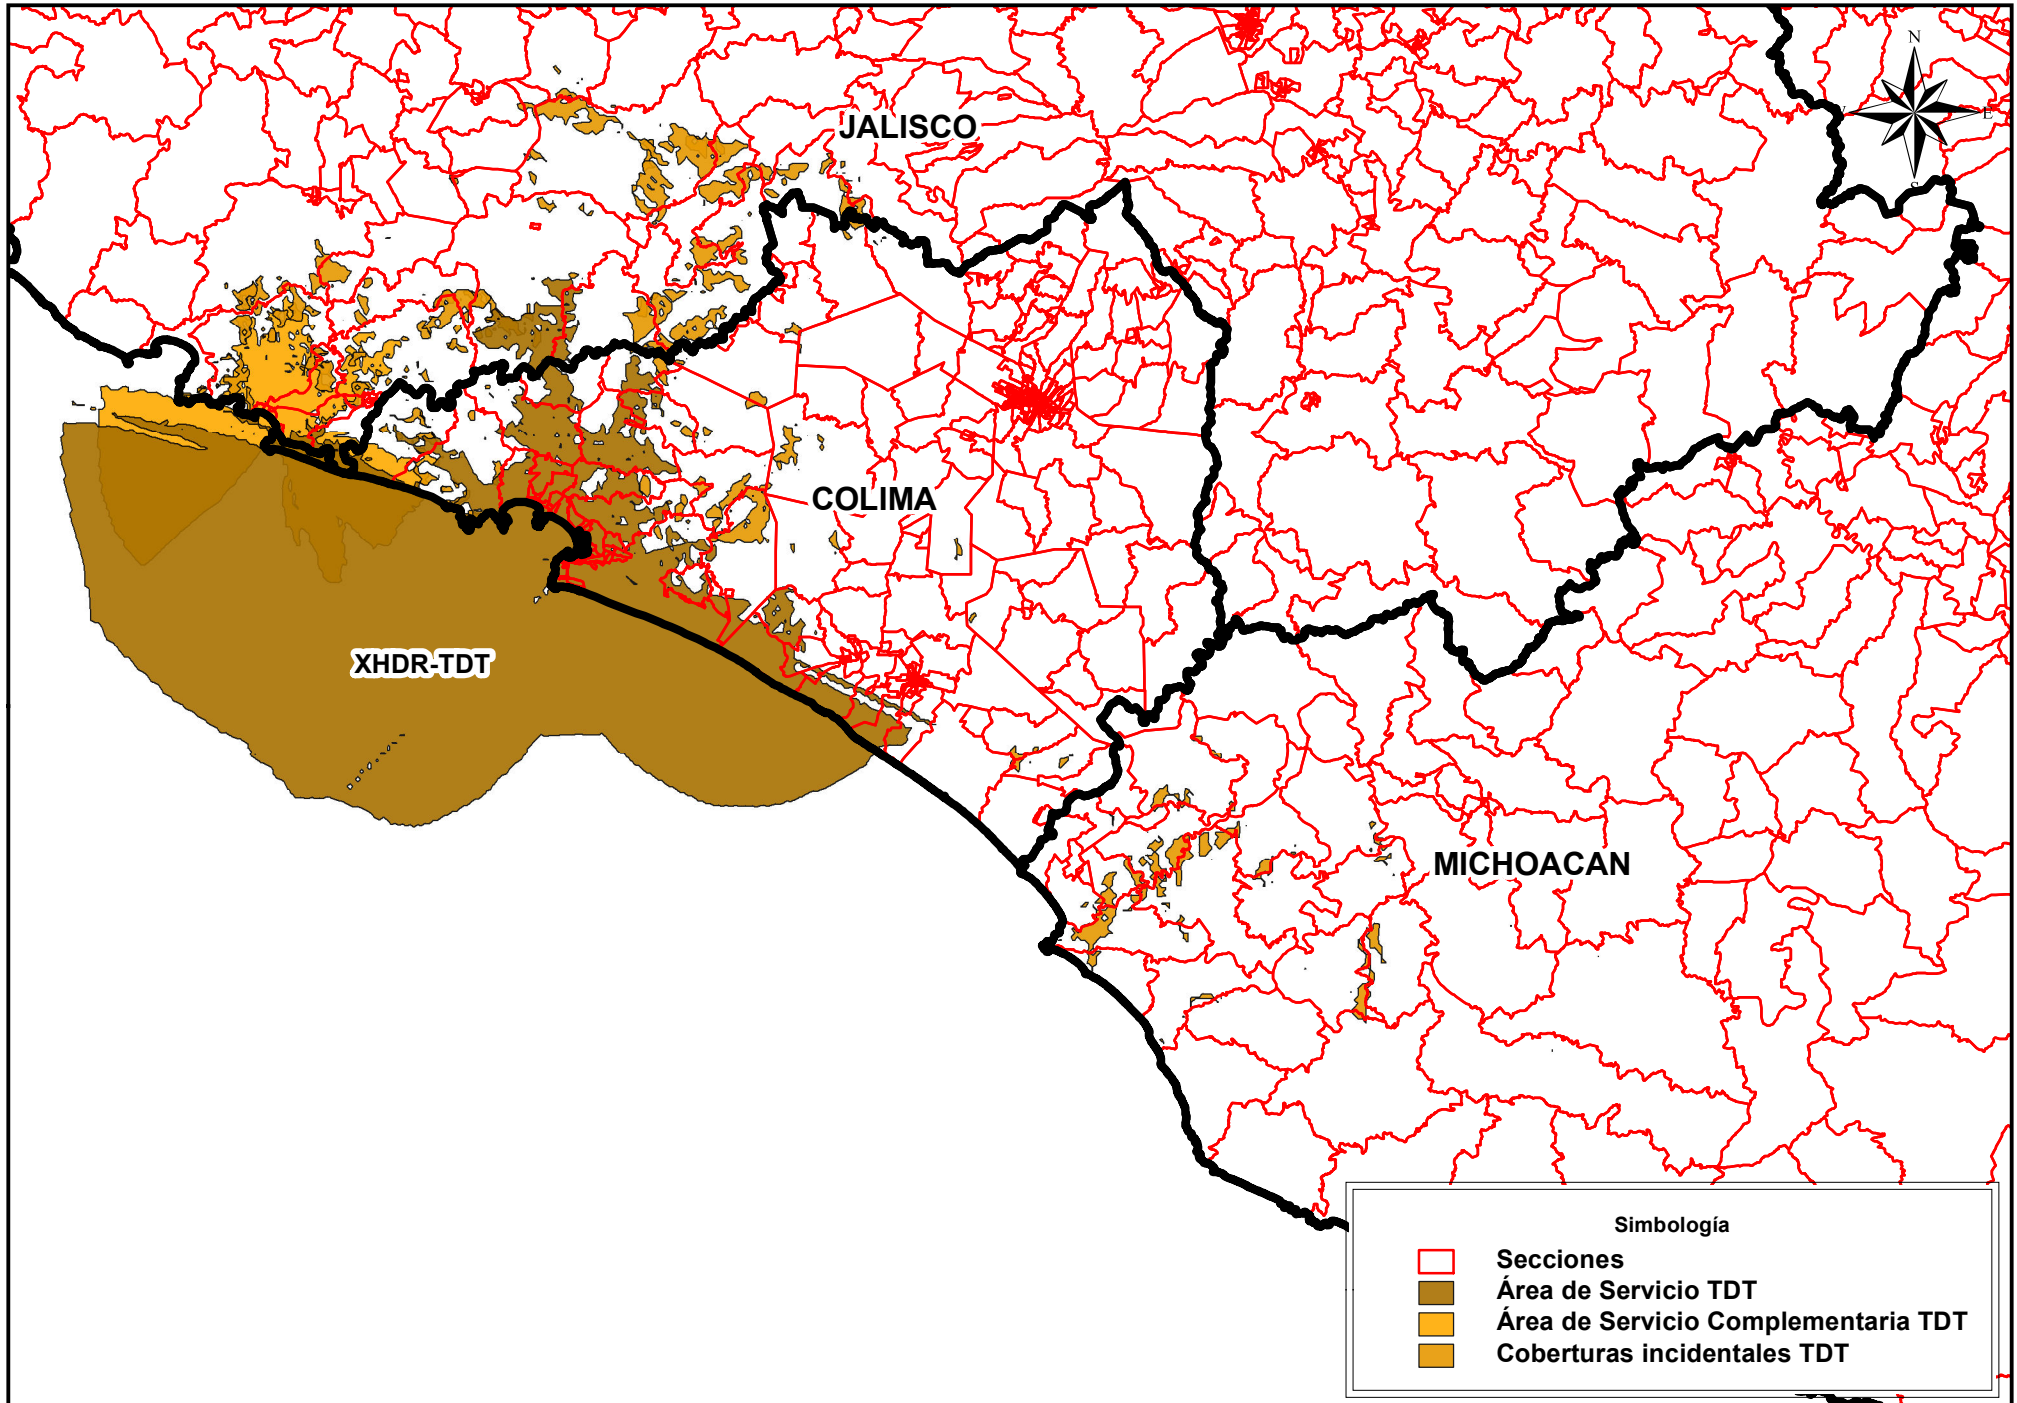 N
E
S
JALISCO
COLIMA
XHDR-TDT
MICHOACAN
Simbología
Secciones
Área de Servicio TDT
Área de Servicio Complementaria TDT
Coberturas incidentales TDT